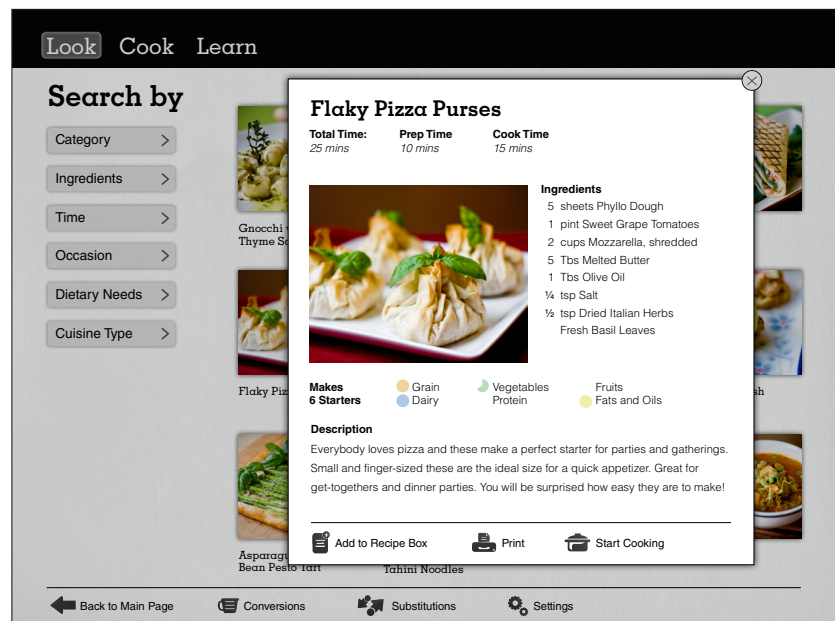 Look Cook Learn
Search by
Category
Ingredients
Time
Occasion
Dietary Needs
Cuisine Type
Gnocchi
Thyme
Flaky
Asparagu
Bean Pesto Tart
Tahini Noodles
Flaky Pizza Purses
Total Time: Prep Time Cook Time
25 mins 10 mins 15 mins
Ingredients
5 sheets Phyllo Dough
1 pint Sweet Grape Tomatoes
2 cups Mozzarella, shredded
5 Tbs Melted Butter
1 Tbs Olive Oil
¼ tsp Salt
½ tsp Dried Italian Herbs
Fresh Basil Leaves
Makes
6 Starters
Grain Vegetables Fruits
Dairy Protein Fats and Oils
Description
Everybody loves pizza and these make a perfect starter for parties and gatherings.
Small and finger-sized these are the ideal size for a quick appetizer. Great for
get-togethers and dinner parties. You will be surprised how easy they are to make!
Add to Recipe Box Print Start Cooking
Back to Main Page Conversions Substitutions Settings